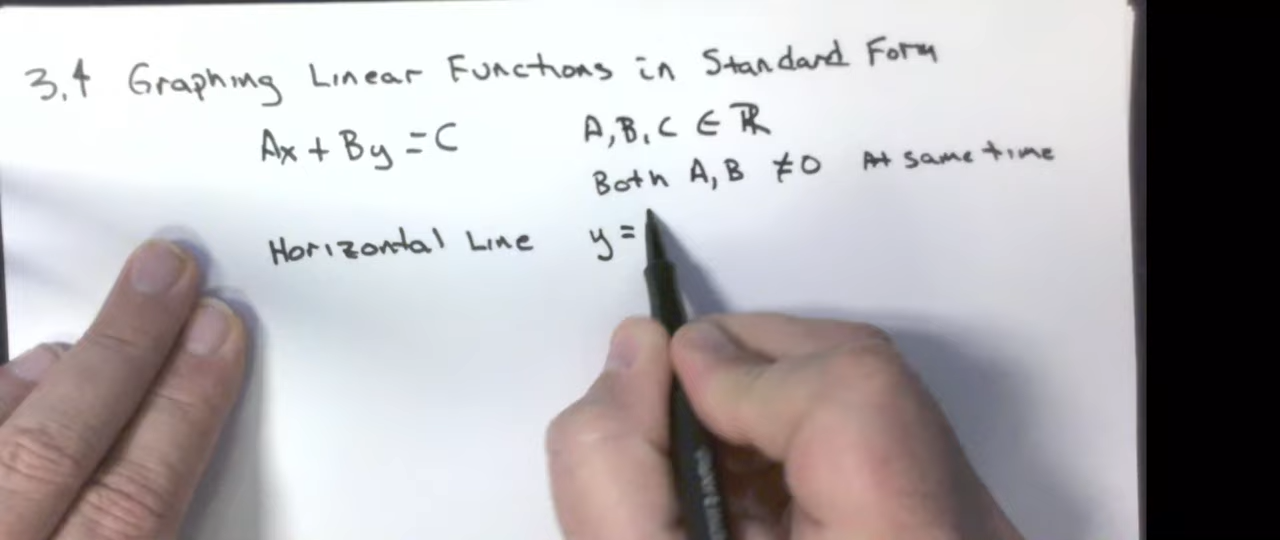 3.4 Graphing Linear Functions in Standard Form
Ax + By = C A, B, C ∈ ℝ
Both A, B ≠ 0 At same time
Horizontal Line y =